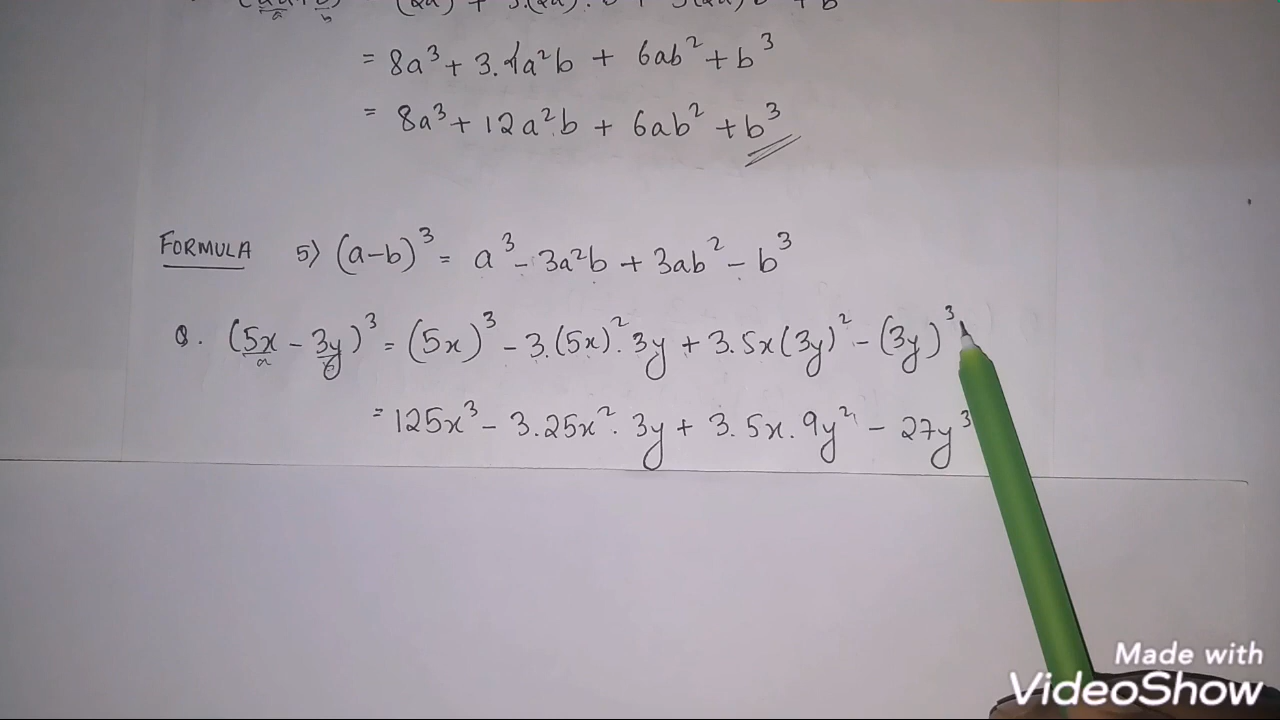 = 8a³ + 3.4a²b + 6ab² + b³
= 8a³ + 12a²b + 6ab² + b³
FORMULA 5) (a-b)³ = a³ - 3a²b + 3ab² - b³
Q. (5x - 3y)³ = (5x)³ - 3.(5x)².3y + 3.5x(3y)² - (3y)³
a b
= 125x³ - 3.25x².3y + 3.5x.9y² - 27y³
Made with
VideoShow